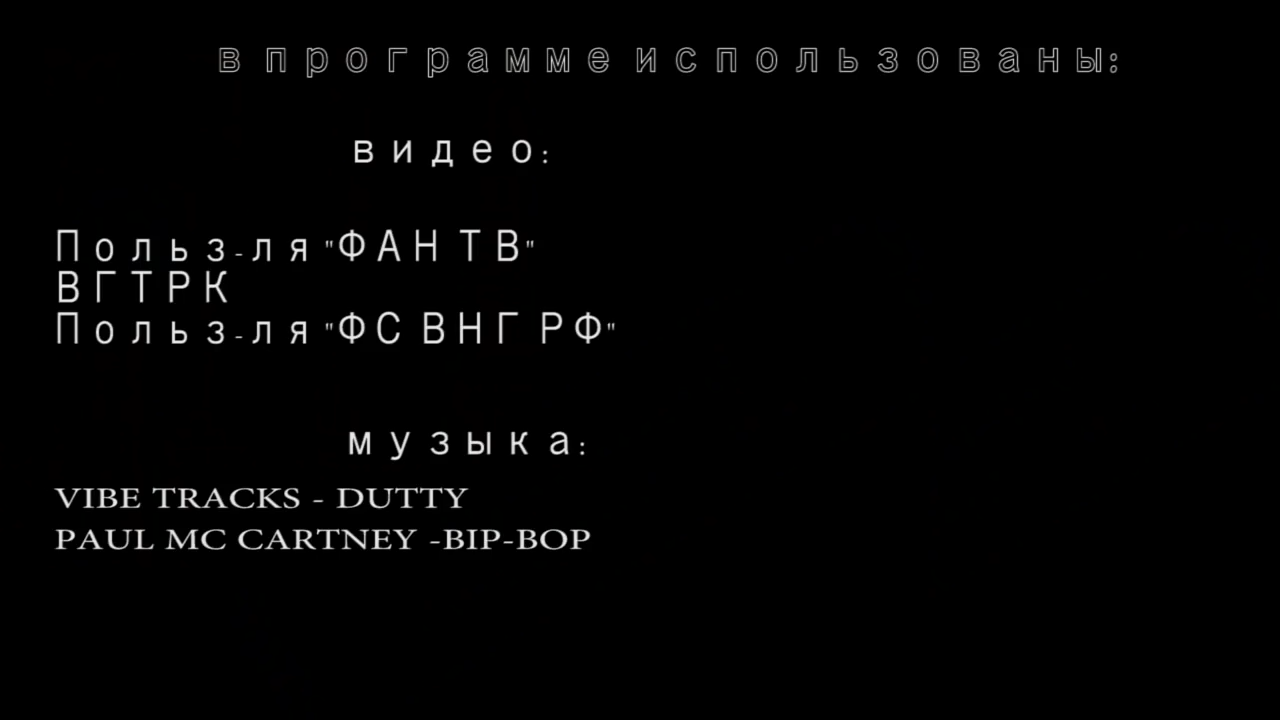 в программе использованы:
видео:
Польз-ля "ФАН ТВ"
ВГТРК
Польз-ля "ФС ВНГ РФ"
музыка:
VIBE TRACKS - DUTTY
PAUL MC CARTNEY -BIP-BOP